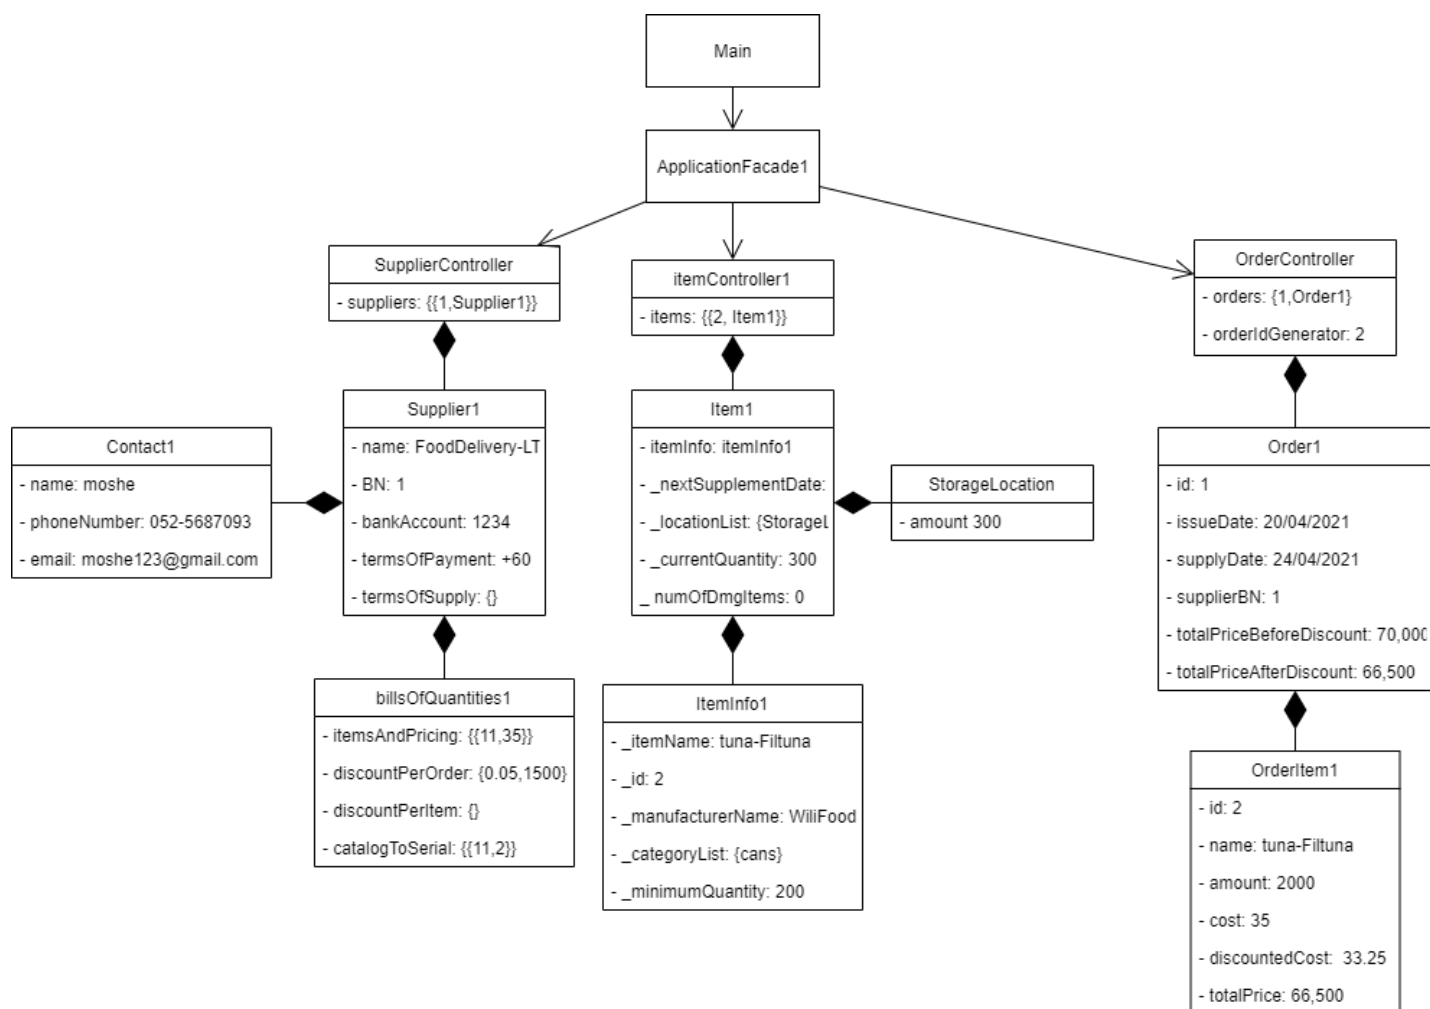 Main
ApplicationFacade1
SupplierController
- suppliers: {{1,Supplier1}}
itemController1
- items: {{2, Item1}}
OrderController
- orders: {1,Order1}
- orderIdGenerator: 2
Contact1
- name: moshe
- phoneNumber: 052-5687093
- email: moshe123@gmail.com
Supplier1
- name: FoodDelivery-LT
- BN: 1
- bankAccount: 1234
- termsOfPayment: +60
- termsOfSupply: {}
Item1
- itemInfo: itemInfo1
- _nextSupplementDate:
- _locationList: {StorageL
- _currentQuantity: 300
_ numOfDmgItems: 0
StorageLocation
- amount 300
Order1
- id: 1
- issueDate: 20/04/2021
- supplyDate: 24/04/2021
- supplierBN: 1
- totalPriceBeforeDiscount: 70,000
- totalPriceAfterDiscount: 66,500
billsOfQuantities1
- itemsAndPricing: {{11,35}}
- discountPerOrder: {0.05,1500}
- discountPerItem: {}
- catalogToSerial: {{11,2}}
ItemInfo1
- _itemName: tuna-Filtuna
- _id: 2
- _manufacturerName: WiliFood
- _categoryList: {cans}
- _minimumQuantity: 200
OrderItem1
- id: 2
- name: tuna-Filtuna
- amount: 2000
- cost: 35
- discountedCost: 33.25
- totalPrice: 66,500